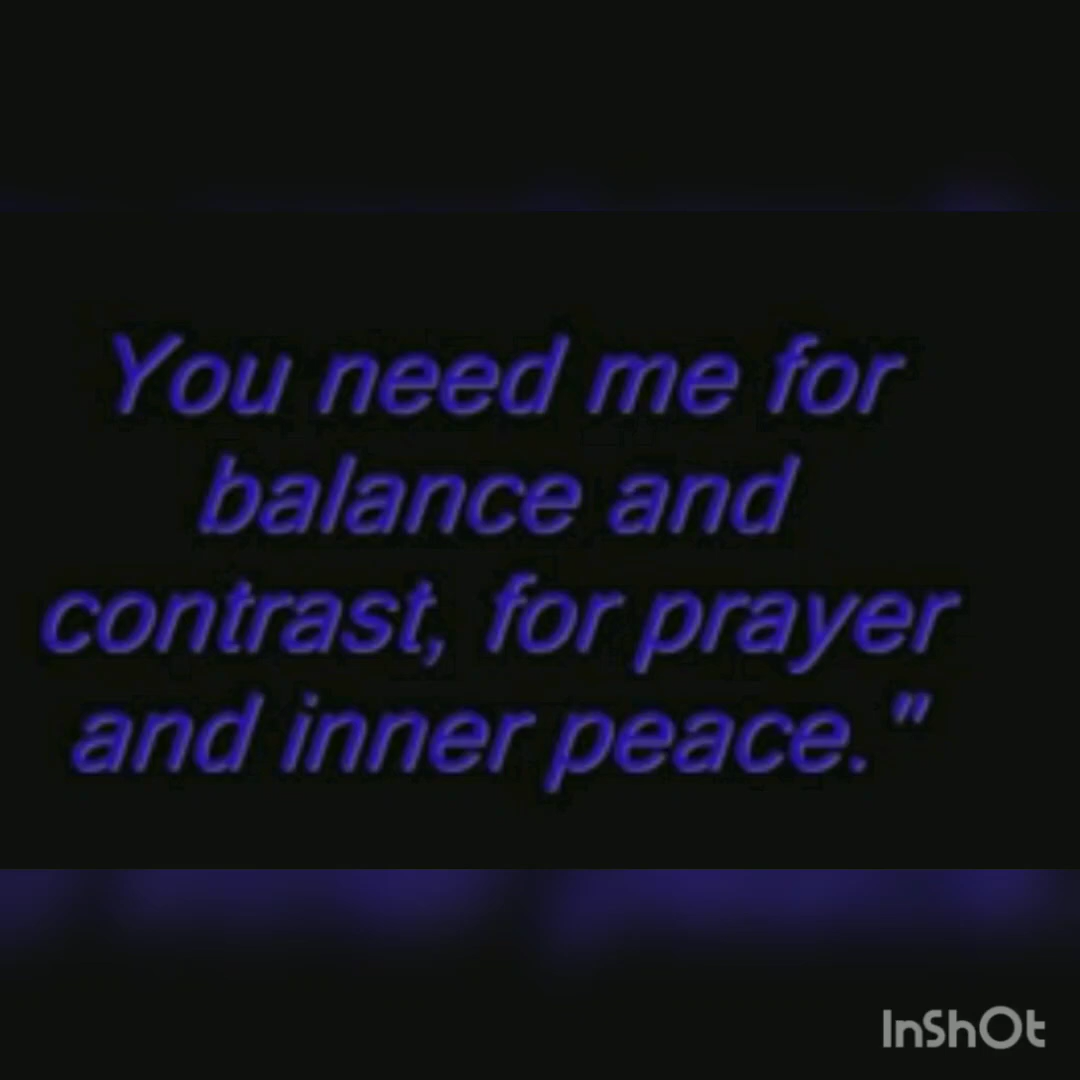 You need me for
balance and
contrast, for prayer
and inner peace."
InShOt